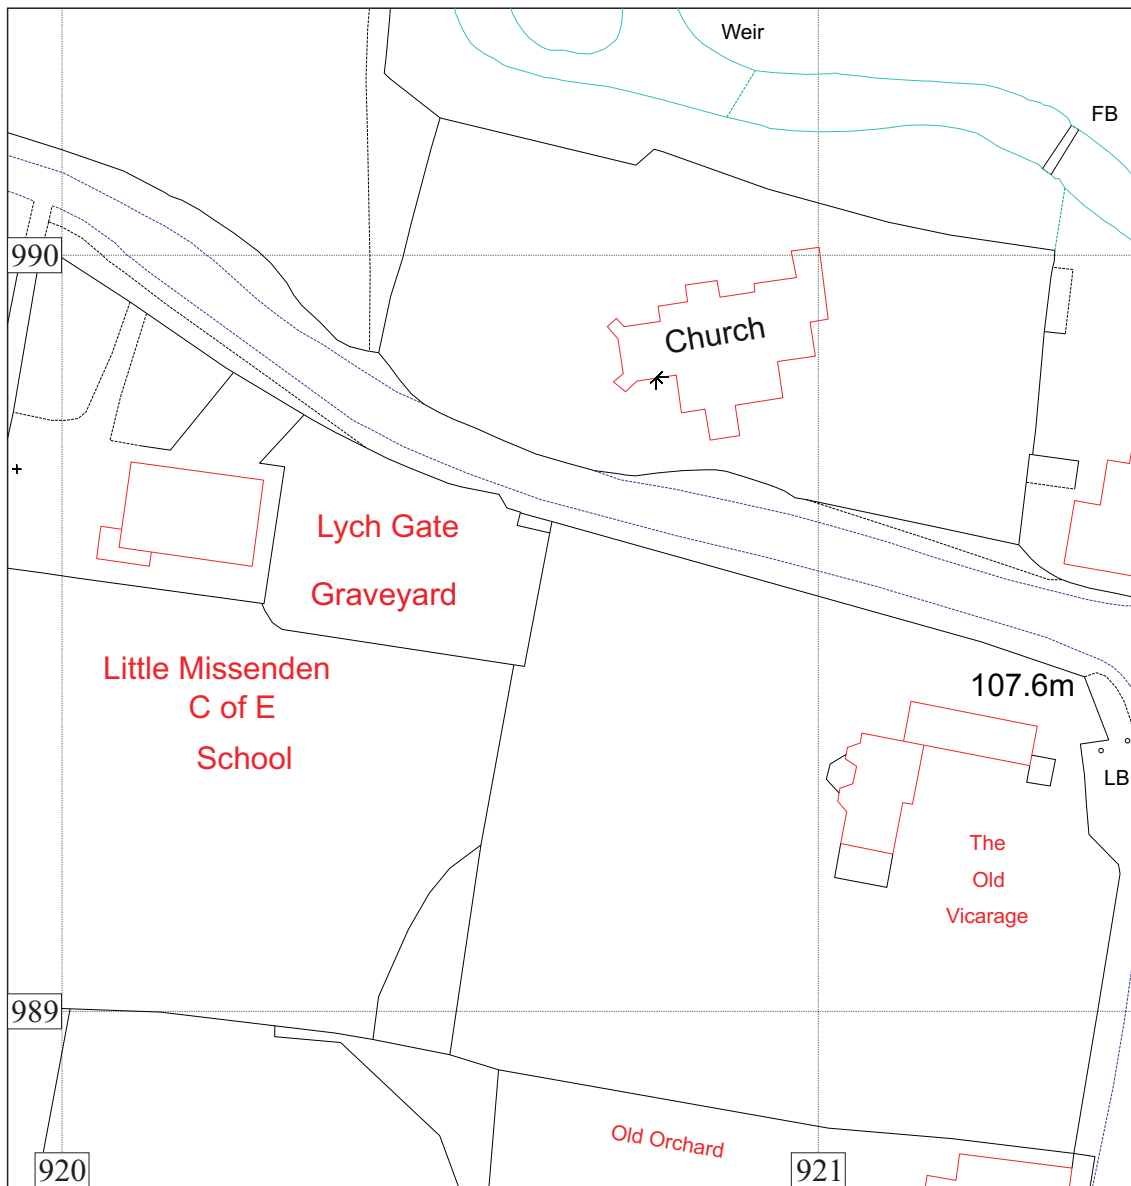 Weir
FB
990
Church
Lych Gate
Graveyard
Little Missenden
C of E
School
107.6m
LB
The
Old
Vicarage
989
Old Orchard
920
921